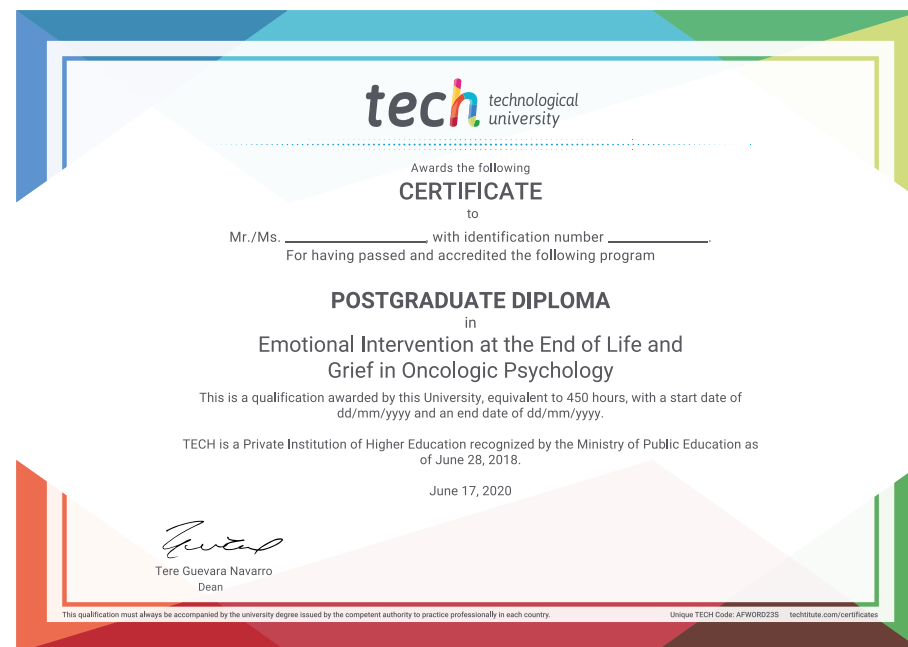 tech technological
university
Awards the following
CERTIFICATE
to
Mr./Ms. ____________________, with identification number ______________.
For having passed and accredited the following program
POSTGRADUATE DIPLOMA
in
Emotional Intervention at the End of Life and
Grief in Oncologic Psychology
This is a qualification awarded by this University, equivalent to 450 hours, with a start date of
dd/mm/yyyy and an end date of dd/mm/yyyy.
TECH is a Private Institution of Higher Education recognized by the Ministry of Public Education as
of June 28, 2018.
June 17, 2020
Tere Guevara Navarro
Dean
This qualification must always be accompanied by the university degree issued by the competent authority to practice professionally in each country. Unique TECH Code: AFWORD23S techtitute.com/certificates